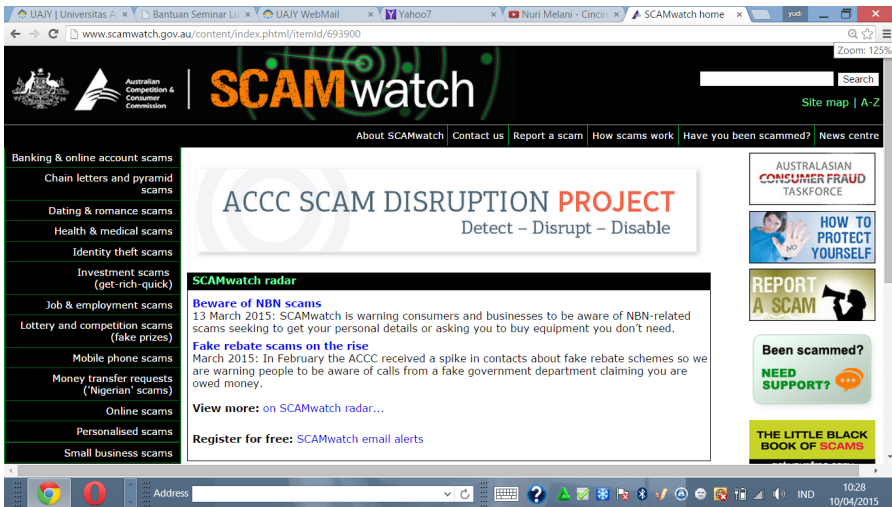 UAJY | Universitas A
Bantuan Seminar Lu
UAJY WebMail
Yahoo7
Nuri Melani - Cincin
SCAMwatch home
yudi
www.scamwatch.gov.au/content/index.phtml/itemId/693900
Zoom: 125%
Australian
Competition &
Consumer
Commission
SCAMwatch
Search
Site map | A-Z
About SCAMwatch
Contact us
Report a scam
How scams work
Have you been scammed?
News centre
Banking & online account scams
Chain letters and pyramid
scams
Dating & romance scams
Health & medical scams
Identity theft scams
Investment scams
(get-rich-quick)
Job & employment scams
Lottery and competition scams
(fake prizes)
Mobile phone scams
Money transfer requests
('Nigerian' scams)
Online scams
Personalised scams
Small business scams
ACCC SCAM DISRUPTION PROJECT
Detect – Disrupt – Disable
SCAMwatch radar
Beware of NBN scams
13 March 2015: SCAMwatch is warning consumers and businesses to be aware of NBN-related
scams seeking to get your personal details or asking you to buy equipment you don't need.
Fake rebate scams on the rise
March 2015: In February the ACCC received a spike in contacts about fake rebate schemes so we
are warning people to be aware of calls from a fake government department claiming you are
owed money.
View more: on SCAMwatch radar...
Register for free: SCAMwatch email alerts
AUSTRALASIAN
CONSUMER FRAUD
TASKFORCE
NO
HOW TO
PROTECT
YOURSELF
REPORT
A SCAM
Been scammed?
NEED
SUPPORT?
THE LITTLE BLACK
BOOK OF SCAMS
Address
IND
10:28
10/04/2015